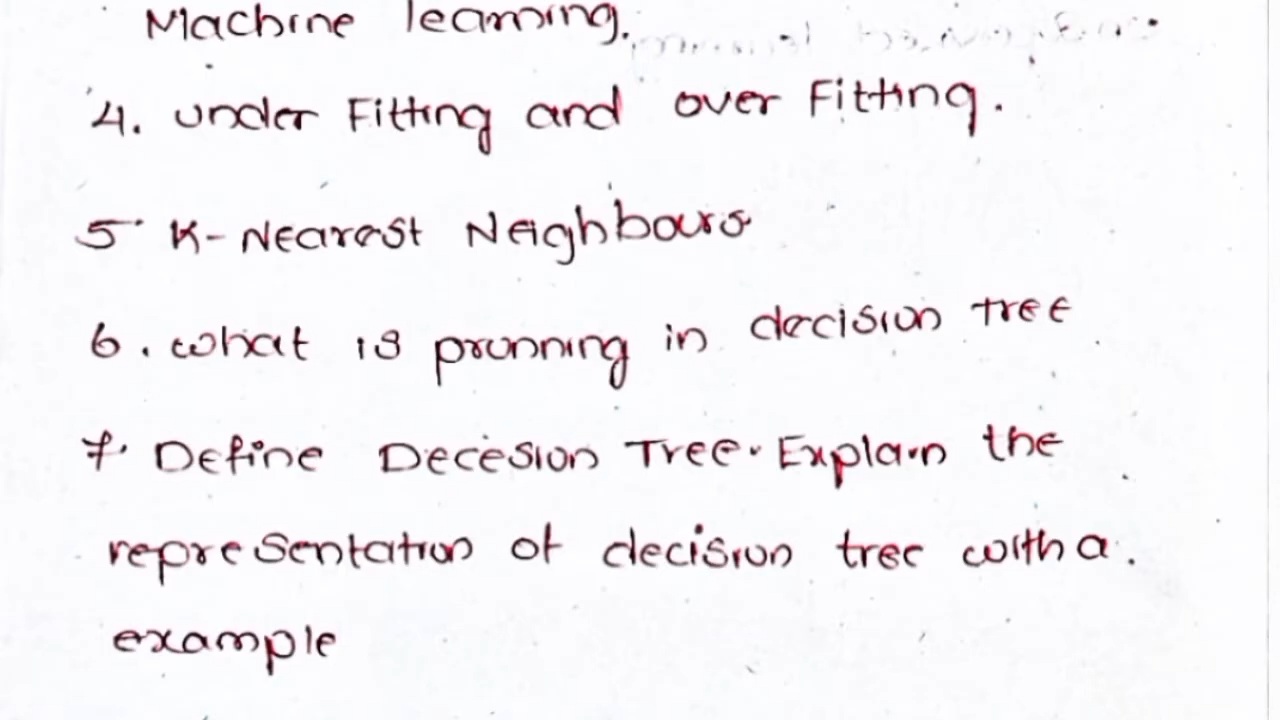 Machine learning.
4. under Fitting and over Fitting.
5 K-Nearest Neighbours
6. what is prunning in decision tree
7. Define Decesion Tree. Explain the
representation of decision tree with a.
example